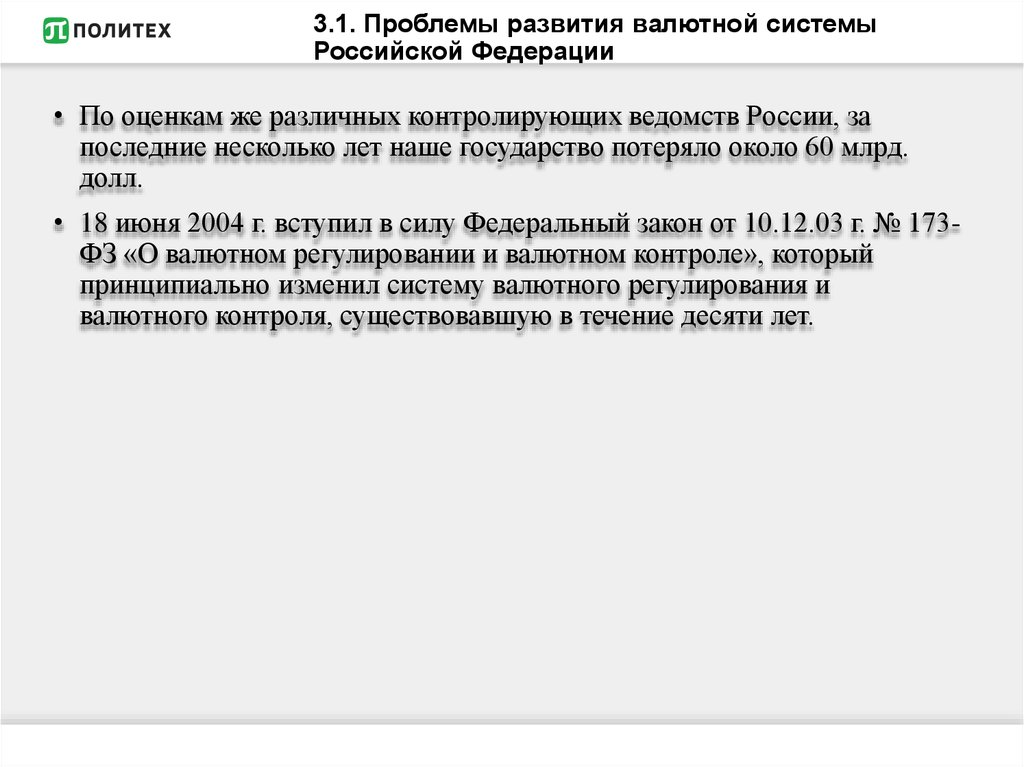 ПОЛИТЕХ
3.1. Проблемы развития валютной системы
Российской Федерации
• По оценкам же различных контролирующих ведомств России, за
последние несколько лет наше государство потеряло около 60 млрд.
долл.
• 18 июня 2004 г. вступил в силу Федеральный закон от 10.12.03 г. № 173-
ФЗ «О валютном регулировании и валютном контроле», который
принципиально изменил систему валютного регулирования и
валютного контроля, существовавшую в течение десяти лет.